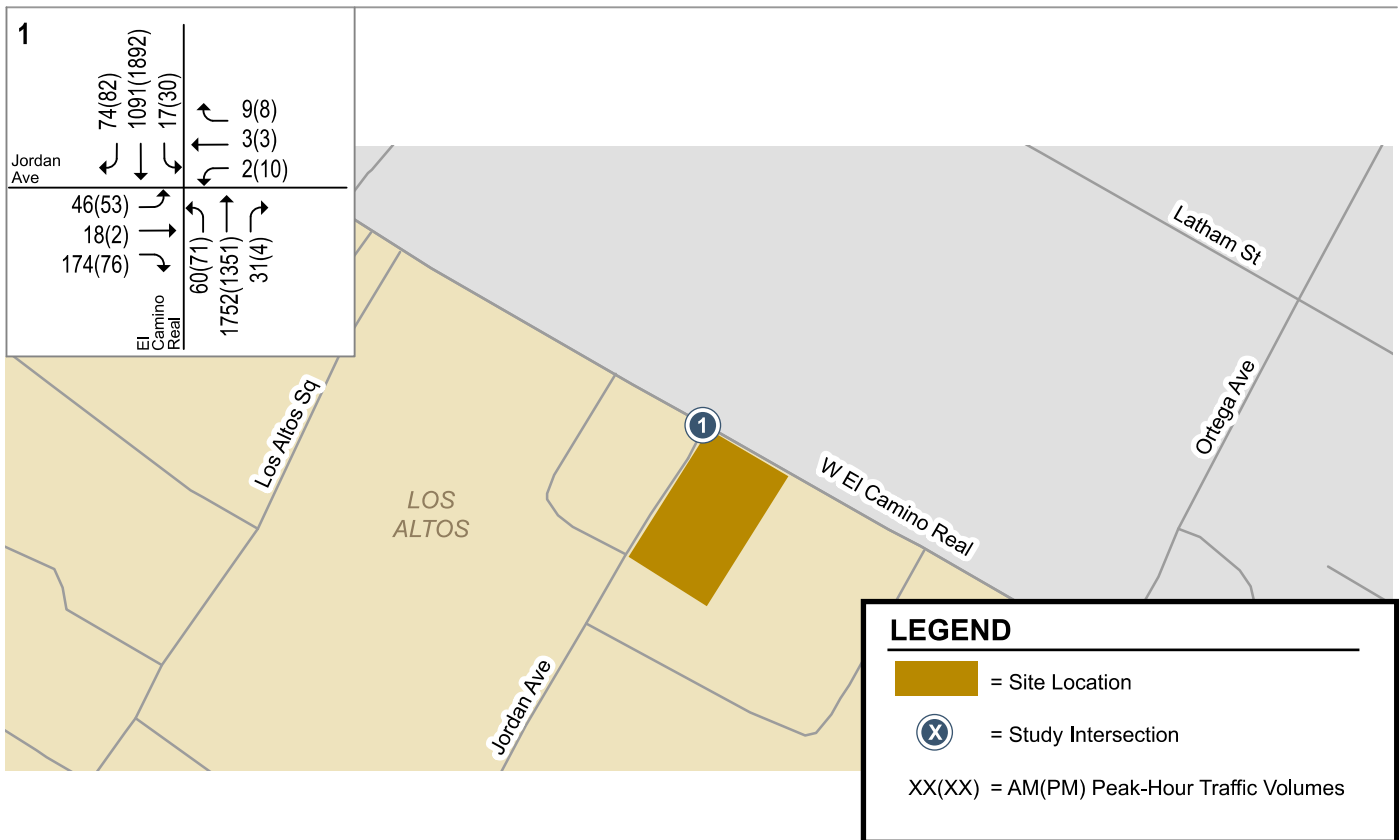 1
74(82)
1091(1892)
17(30)
9(8)
3(3)
2(10)
Jordan
Ave
46(53)
18(2)
174(76)
60(71)
1752(1351)
31(4)
El
Camino
Real
Latham St
Ortega Ave
Los Altos Sq
1
W El Camino Real
LOS
ALTOS
Jordan Ave
LEGEND
= Site Location
X = Study Intersection
XX(XX) = AM(PM) Peak-Hour Traffic Volumes